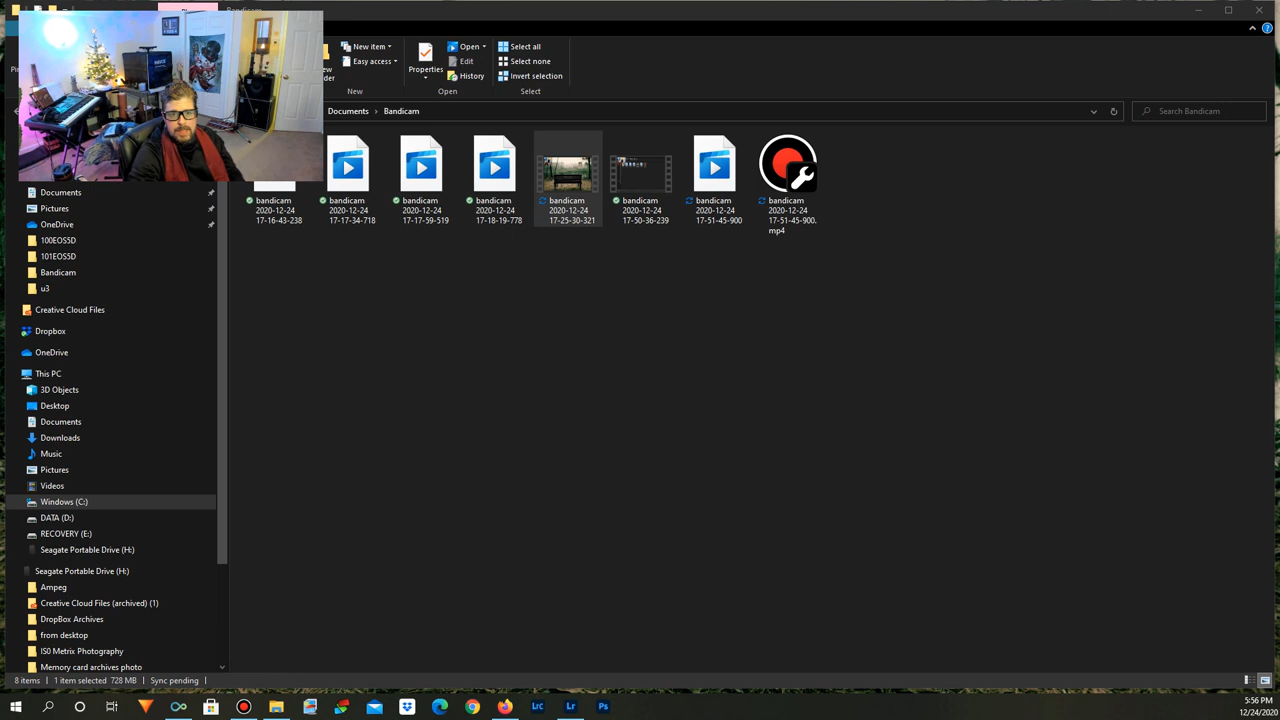 Bandicam
New item
Easy access
New
Properties
Open
Edit
History
Open
Select all
Select none
Invert selection
Select
Documents > Bandicam
Search Bandicam
bandicam
2020-12-24
17-16-43-238
bandicam
2020-12-24
17-17-34-718
bandicam
2020-12-24
17-17-59-519
bandicam
2020-12-24
17-18-19-778
bandicam
2020-12-24
17-25-30-321
bandicam
2020-12-24
17-50-36-239
bandicam
2020-12-24
17-51-45-900
bandicam
2020-12-24
17-51-45-900.
mp4
Documents
Pictures
OneDrive
100EOS5D
101EOS5D
Bandicam
u3
Creative Cloud Files
Dropbox
OneDrive
This PC
3D Objects
Desktop
Documents
Downloads
Music
Pictures
Videos
Windows (C:)
DATA (D:)
RECOVERY (E:)
Seagate Portable Drive (H:)
Seagate Portable Drive (H:)
Ampeg
Creative Cloud Files (archived) (1)
DropBox Archives
from desktop
IS0 Metrix Photography
Memory card archives photo
8 items
1 item selected 728 MB
Sync pending
LrC
Lr
Ps
5:56 PM
12/24/2020